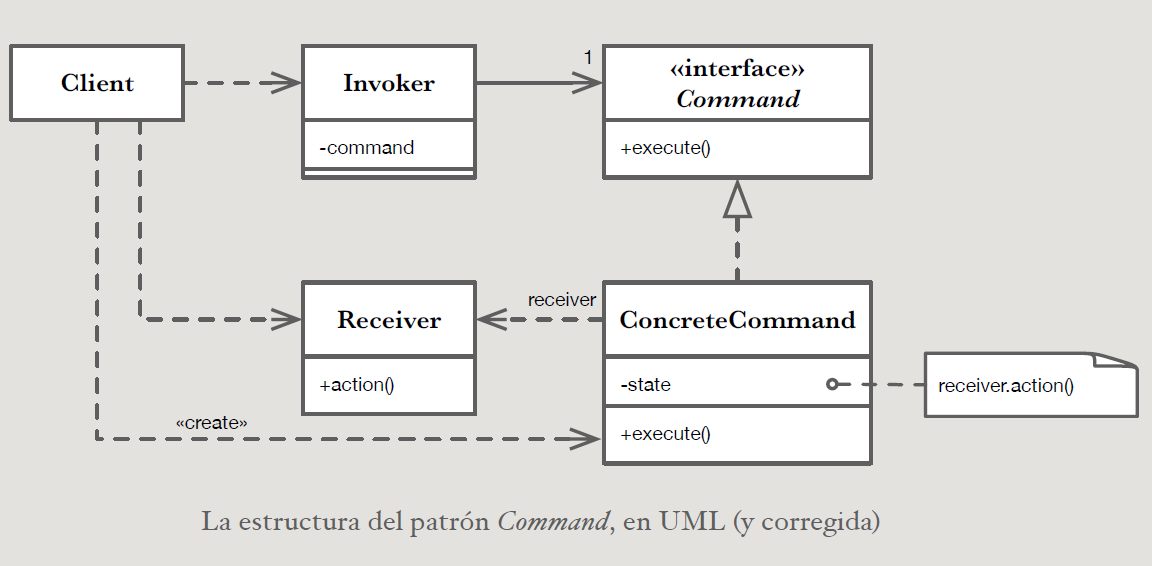 Client
Invoker
-command
1
«interface»
Command
+execute()
Receiver
+action()
receiver
ConcreteCommand
-state
+execute()
receiver.action()
«create»
La estructura del patrón Command, en UML (y corregida)